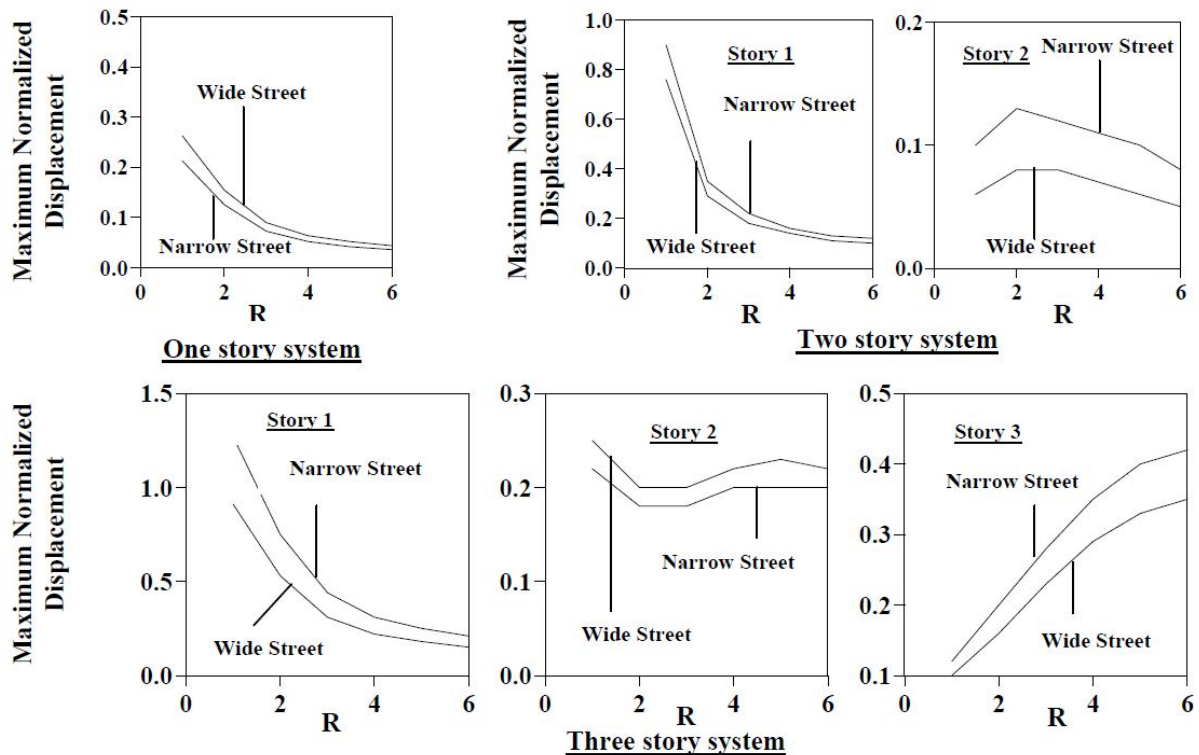 Maximum Normalized
Displacement
0.5
0.4
0.3
0.2
0.1
0.0
0
2
4
6
R
Wide Street
Narrow Street
One story system
Maximum Normalized
Displacement
1.0
0.8
0.6
0.4
0.2
0.0
0
2
4
6
R
Story 1
Narrow Street
Wide Street
0.2
0.1
0.0
0
2
4
6
R
Story 2
Narrow Street
Wide Street
Two story system
Maximum Normalized
Displacement
1.5
1.0
0.5
0.0
0
2
4
6
R
Story 1
Narrow Street
Wide Street
0.3
0.2
0.1
0.0
0
2
4
6
R
Story 2
Narrow Street
Wide Street
0.5
0.4
0.3
0.2
0.1
0
2
4
6
R
Story 3
Narrow Street
Wide Street
Three story system